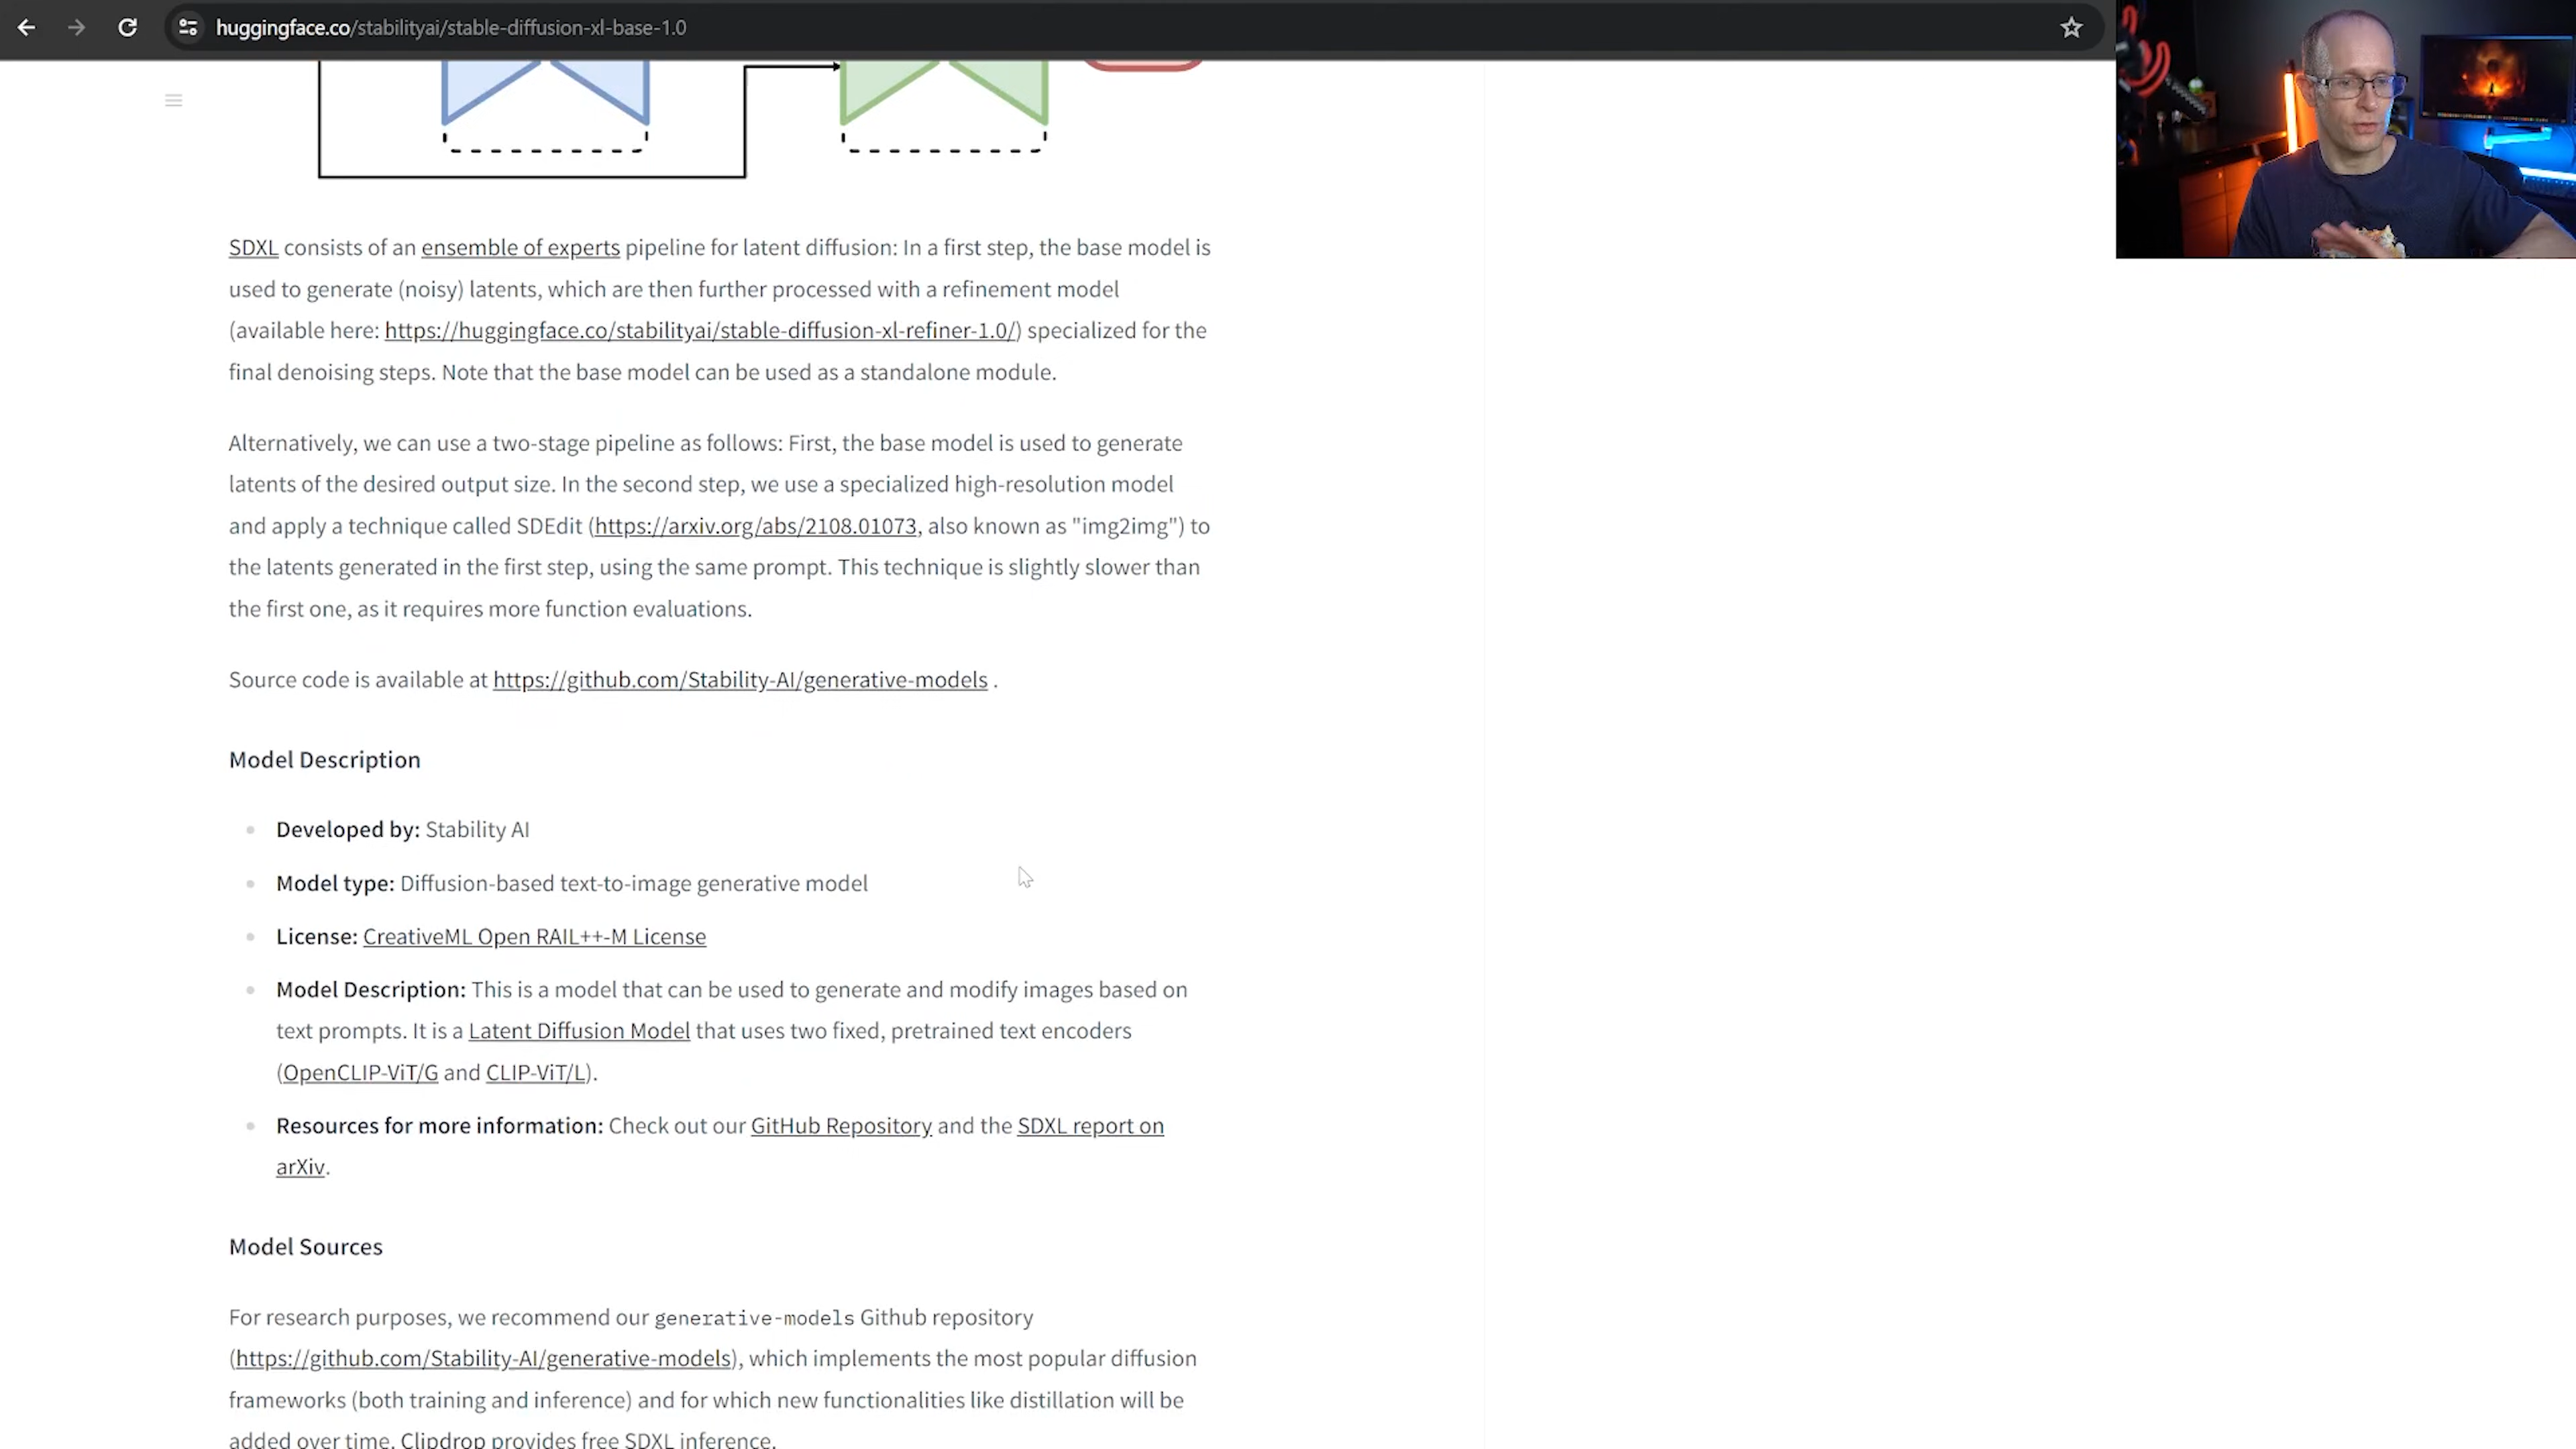 huggingface.co/stabilityai/stable-diffusion-xl-base-1.0
SDXL consists of an ensemble of experts pipeline for latent diffusion: In a first step, the base model is
used to generate (noisy) latents, which are then further processed with a refinement model
(available here: https://huggingface.co/stabilityai/stable-diffusion-xl-refiner-1.0/) specialized for the
final denoising steps. Note that the base model can be used as a standalone module.
Alternatively, we can use a two-stage pipeline as follows: First, the base model is used to generate
latents of the desired output size. In the second step, we use a specialized high-resolution model
and apply a technique called SDEdit (https://arxiv.org/abs/2108.01073, also known as "img2img") to
the latents generated in the first step, using the same prompt. This technique is slightly slower than
the first one, as it requires more function evaluations.
Source code is available at https://github.com/Stability-AI/generative-models .
Model Description
Developed by: Stability AI
Model type: Diffusion-based text-to-image generative model
License: CreativeML Open RAIL++-M License
Model Description: This is a model that can be used to generate and modify images based on
text prompts. It is a Latent Diffusion Model that uses two fixed, pretrained text encoders
(OpenCLIP-ViT/G and CLIP-ViT/L).
Resources for more information: Check out our GitHub Repository and the SDXL report on
arXiv.
Model Sources
For research purposes, we recommend our generative-models Github repository
(https://github.com/Stability-AI/generative-models), which implements the most popular diffusion
frameworks (both training and inference) and for which new functionalities like distillation will be
added over time. Clipdrop provides free SDXL inference.